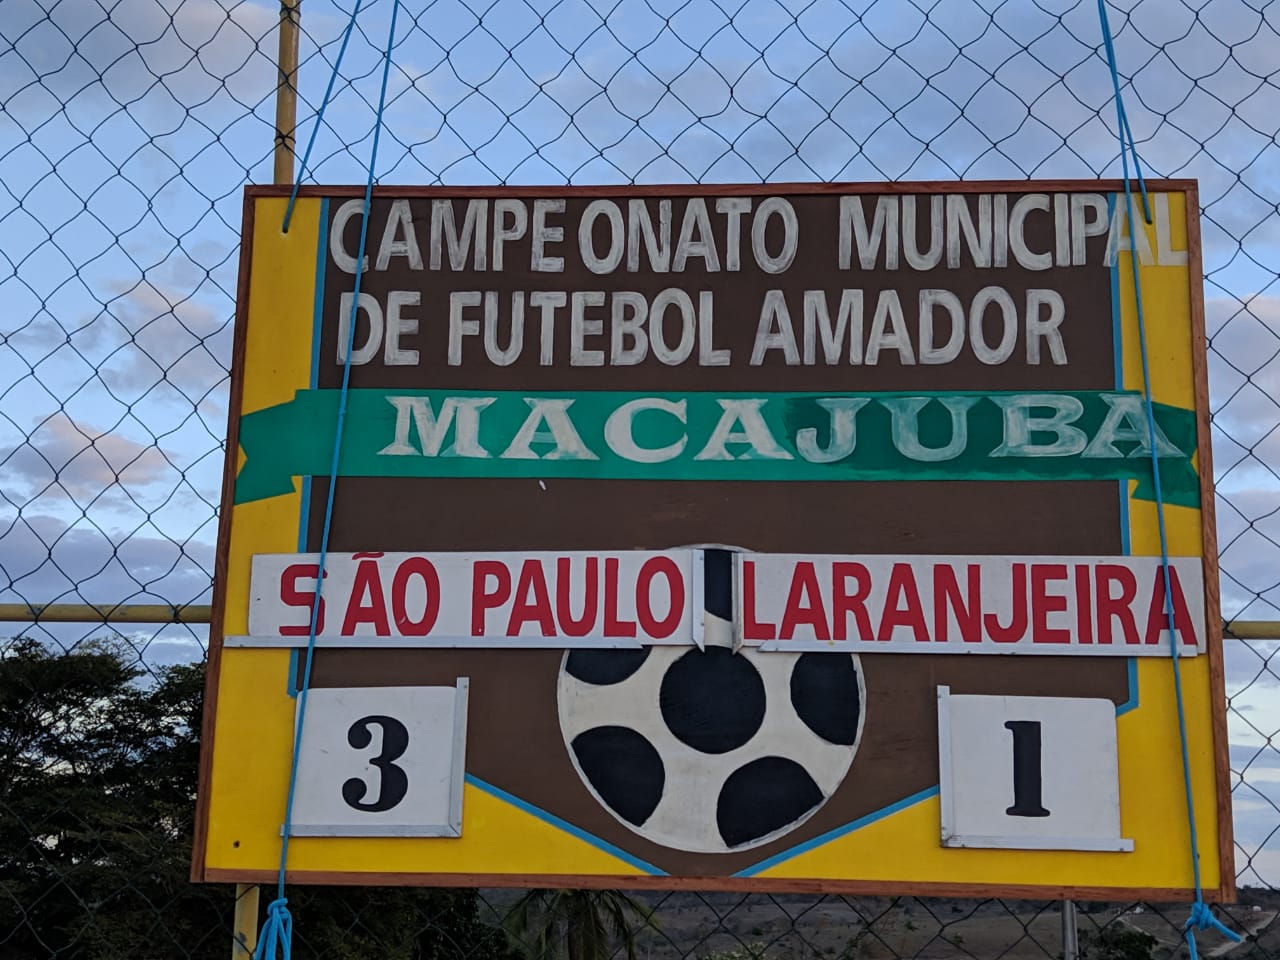 CAMPEONATO MUNICIPAL
DE FUTEBOL AMADOR
MACAJUBA
SÃO PAULO LARANJEIRA
3 1